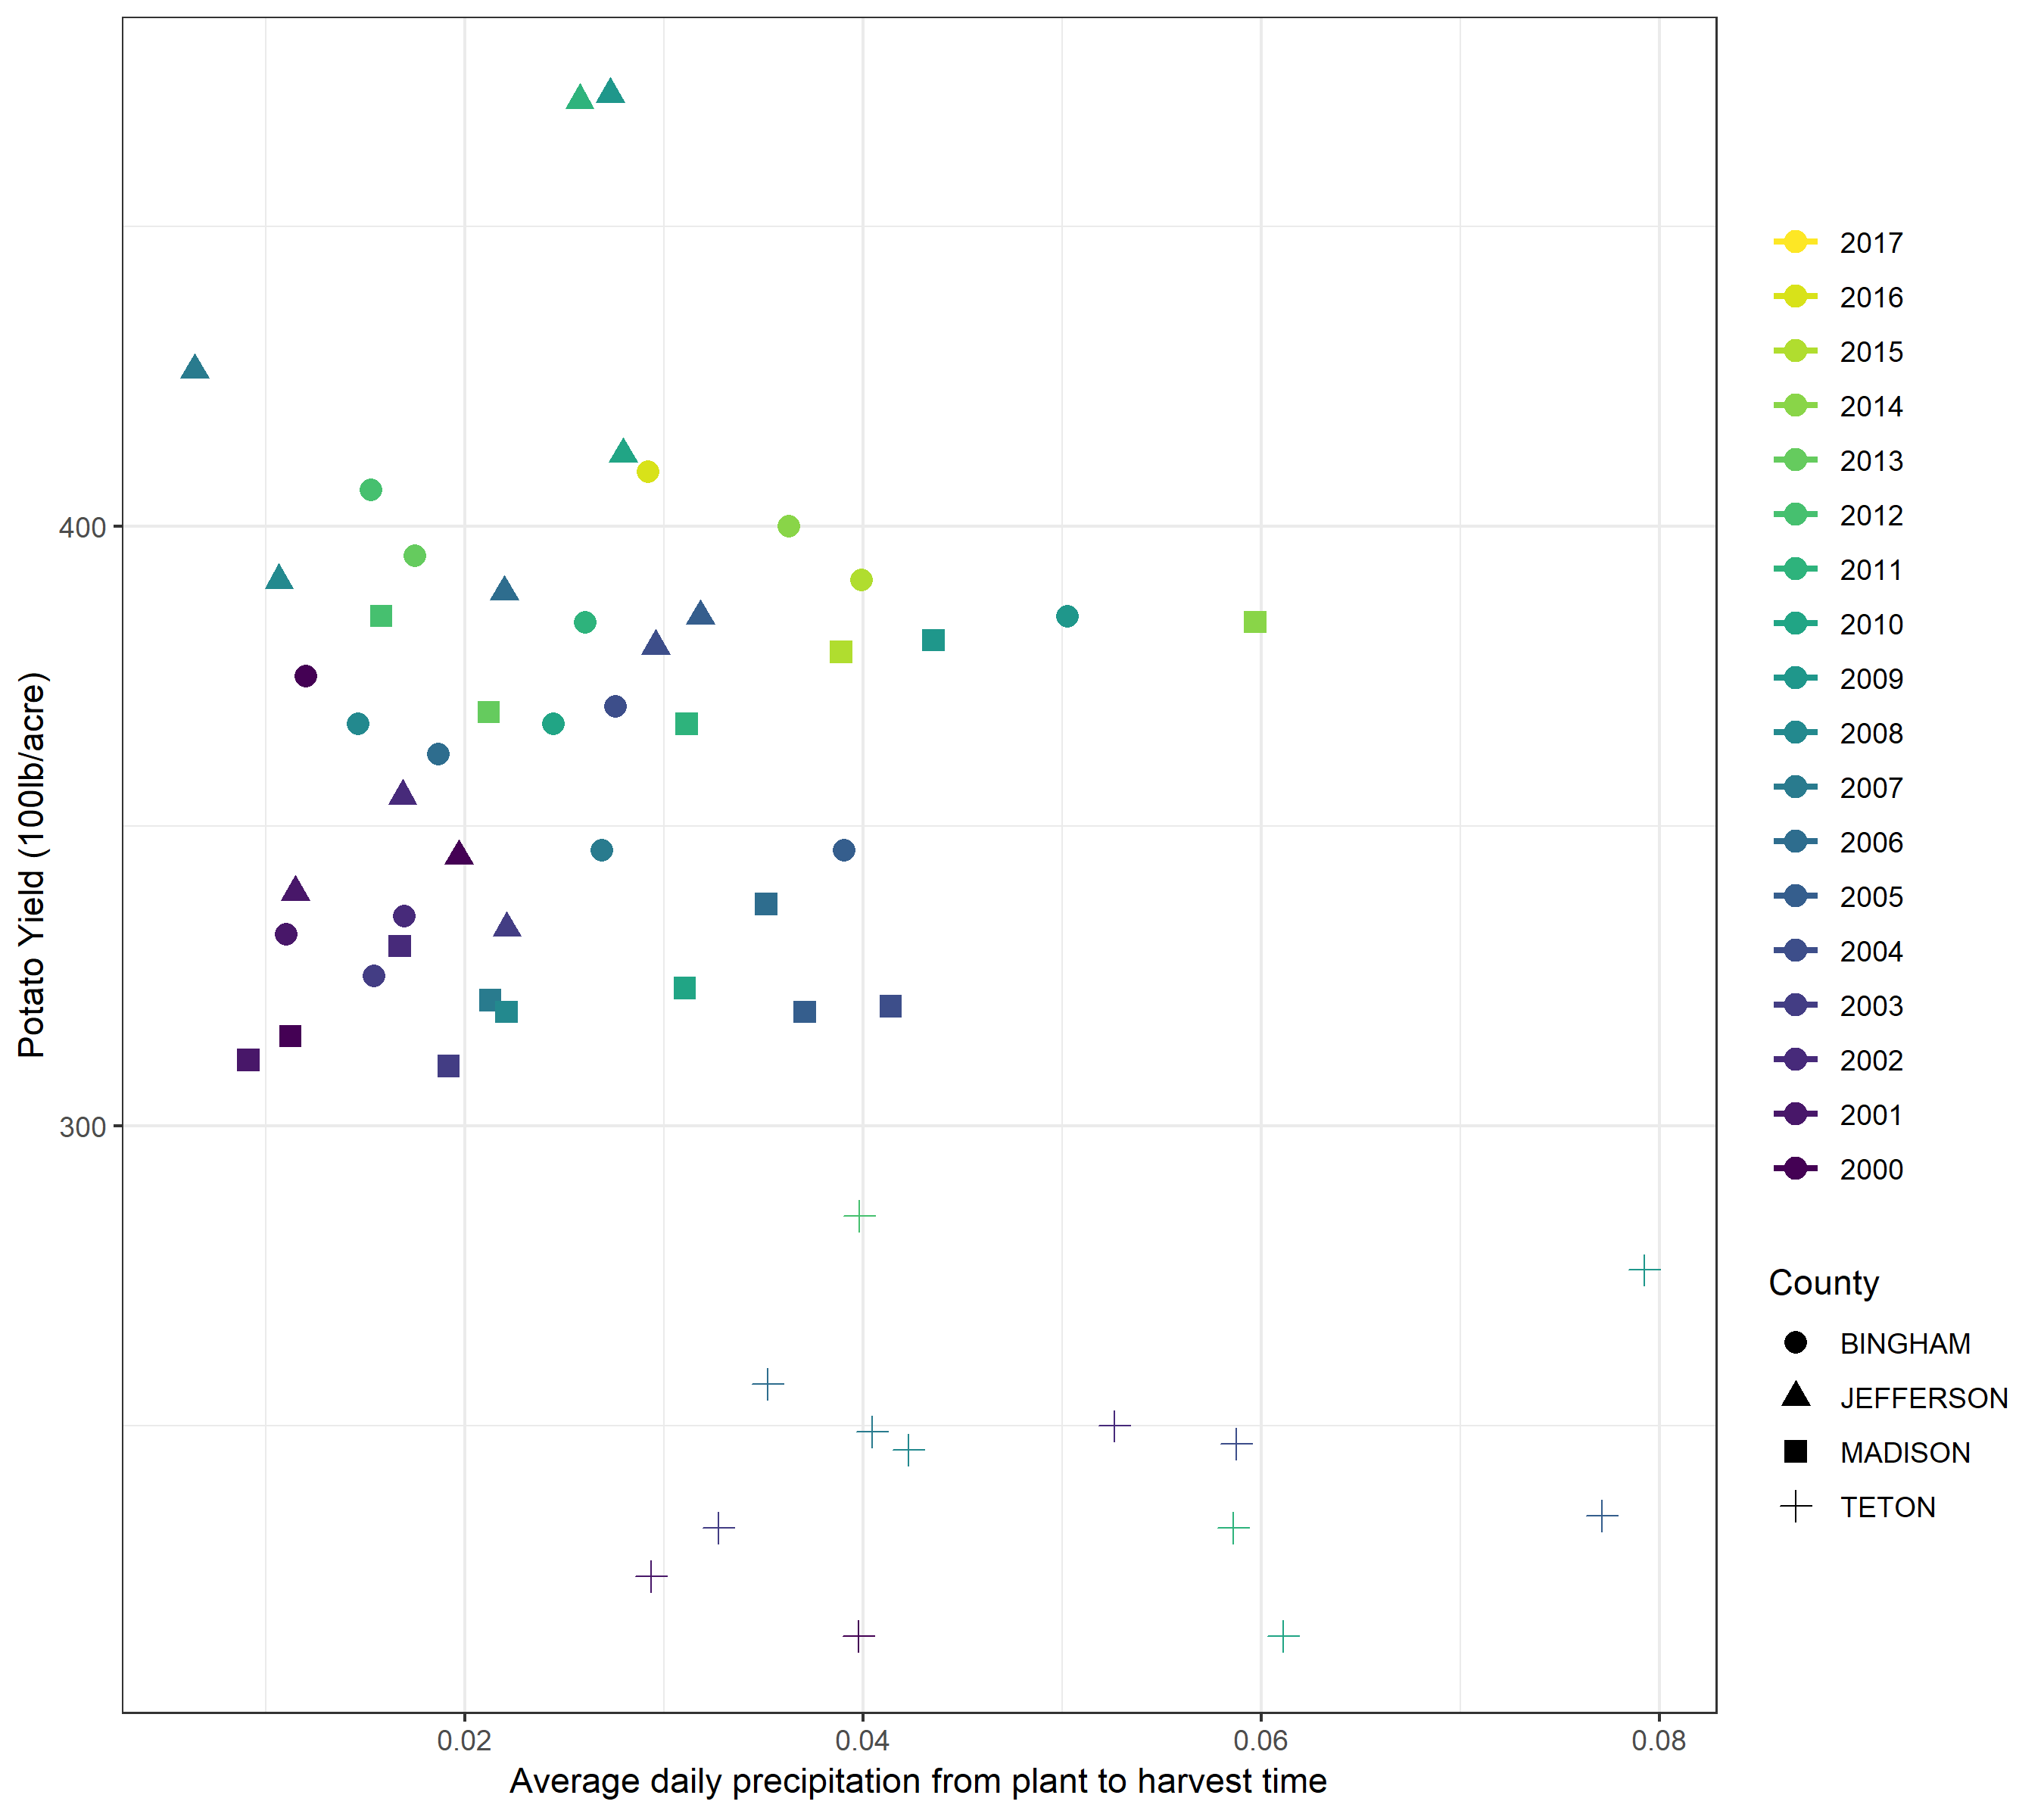 400
300
Potato Yield (100lb/acre)
0.02 0.04 0.06 0.08
Average daily precipitation from plant to harvest time
2017
2016
2015
2014
2013
2012
2011
2010
2009
2008
2007
2006
2005
2004
2003
2002
2001
2000
County
BINGHAM
JEFFERSON
MADISON
TETON